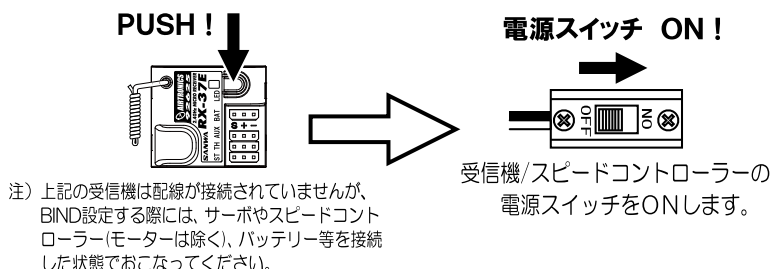 PUSH！
電源スイッチ ON！
AIRTRONICS
SANWA RX-37E
ST TH AUX BAT LED
Ø + −
OFF
ON
受信機/スピードコントローラーの
電源スイッチをONします。
注）上記の受信機は配線が接続されていませんが、
BIND設定する際には、サーボやスピードコント
ローラー(モーターは除く)、バッテリー等を接続
した状態でおこなってください。